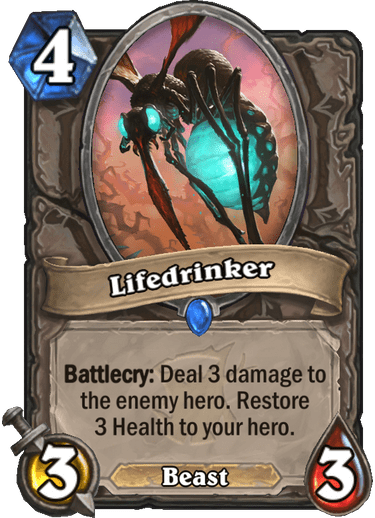 4
Lifedrinker
Battlecry: Deal 3 damage to
the enemy hero. Restore
3 Health to your hero.
3
Beast
3